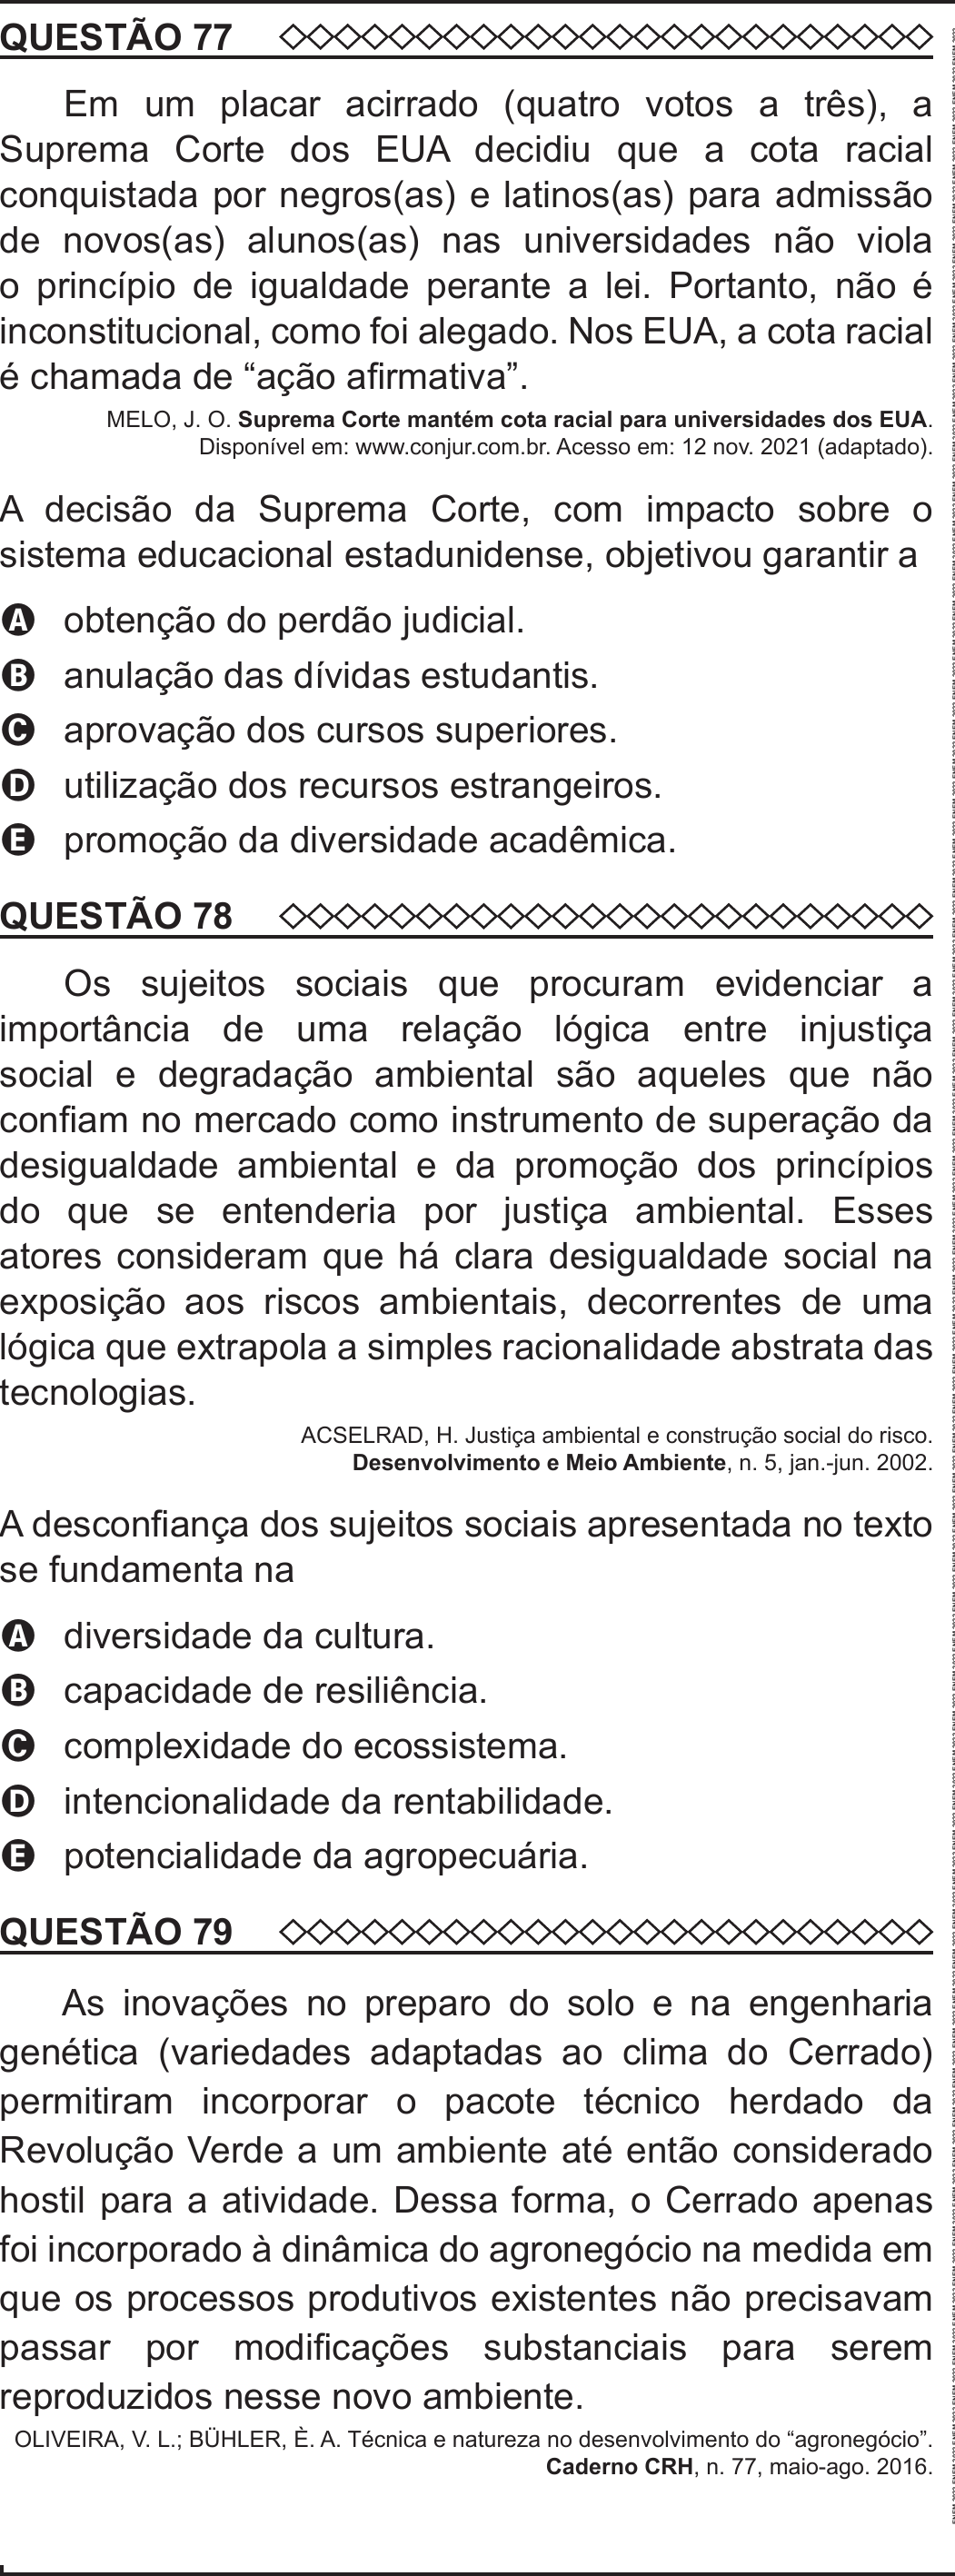 QUESTÃO 77
Em um placar acirrado (quatro votos a três), a
Suprema Corte dos EUA decidiu que a cota racial
conquistada por negros(as) e latinos(as) para admissão
de novos(as) alunos(as) nas universidades não viola
o princípio de igualdade perante a lei. Portanto, não é
inconstitucional, como foi alegado. Nos EUA, a cota racial
é chamada de “ação afirmativa”.
MELO, J. O. Suprema Corte mantém cota racial para universidades dos EUA.
Disponível em: www.conjur.com.br. Acesso em: 12 nov. 2021 (adaptado).
A decisão da Suprema Corte, com impacto sobre o
sistema educacional estadunidense, objetivou garantir a
A obtenção do perdão judicial.
B anulação das dívidas estudantis.
C aprovação dos cursos superiores.
D utilização dos recursos estrangeiros.
E promoção da diversidade acadêmica.
QUESTÃO 78
Os sujeitos sociais que procuram evidenciar a
importância de uma relação lógica entre injustiça
social e degradação ambiental são aqueles que não
confiam no mercado como instrumento de superação da
desigualdade ambiental e da promoção dos princípios
do que se entenderia por justiça ambiental. Esses
atores consideram que há clara desigualdade social na
exposição aos riscos ambientais, decorrentes de uma
lógica que extrapola a simples racionalidade abstrata das
tecnologias.
ACSELRAD, H. Justiça ambiental e construção social do risco.
Desenvolvimento e Meio Ambiente, n. 5, jan.-jun. 2002.
A desconfiança dos sujeitos sociais apresentada no texto
se fundamenta na
A diversidade da cultura.
B capacidade de resiliência.
C complexidade do ecossistema.
D intencionalidade da rentabilidade.
E potencialidade da agropecuária.
QUESTÃO 79
As inovações no preparo do solo e na engenharia
genética (variedades adaptadas ao clima do Cerrado)
permitiram incorporar o pacote técnico herdado da
Revolução Verde a um ambiente até então considerado
hostil para a atividade. Dessa forma, o Cerrado apenas
foi incorporado à dinâmica do agronegócio na medida em
que os processos produtivos existentes não precisavam
passar por modificações substanciais para serem
reproduzidos nesse novo ambiente.
OLIVEIRA, V. L.; BÜHLER, È. A. Técnica e natureza no desenvolvimento do “agronegócio”.
Caderno CRH, n. 77, maio-ago. 2016.